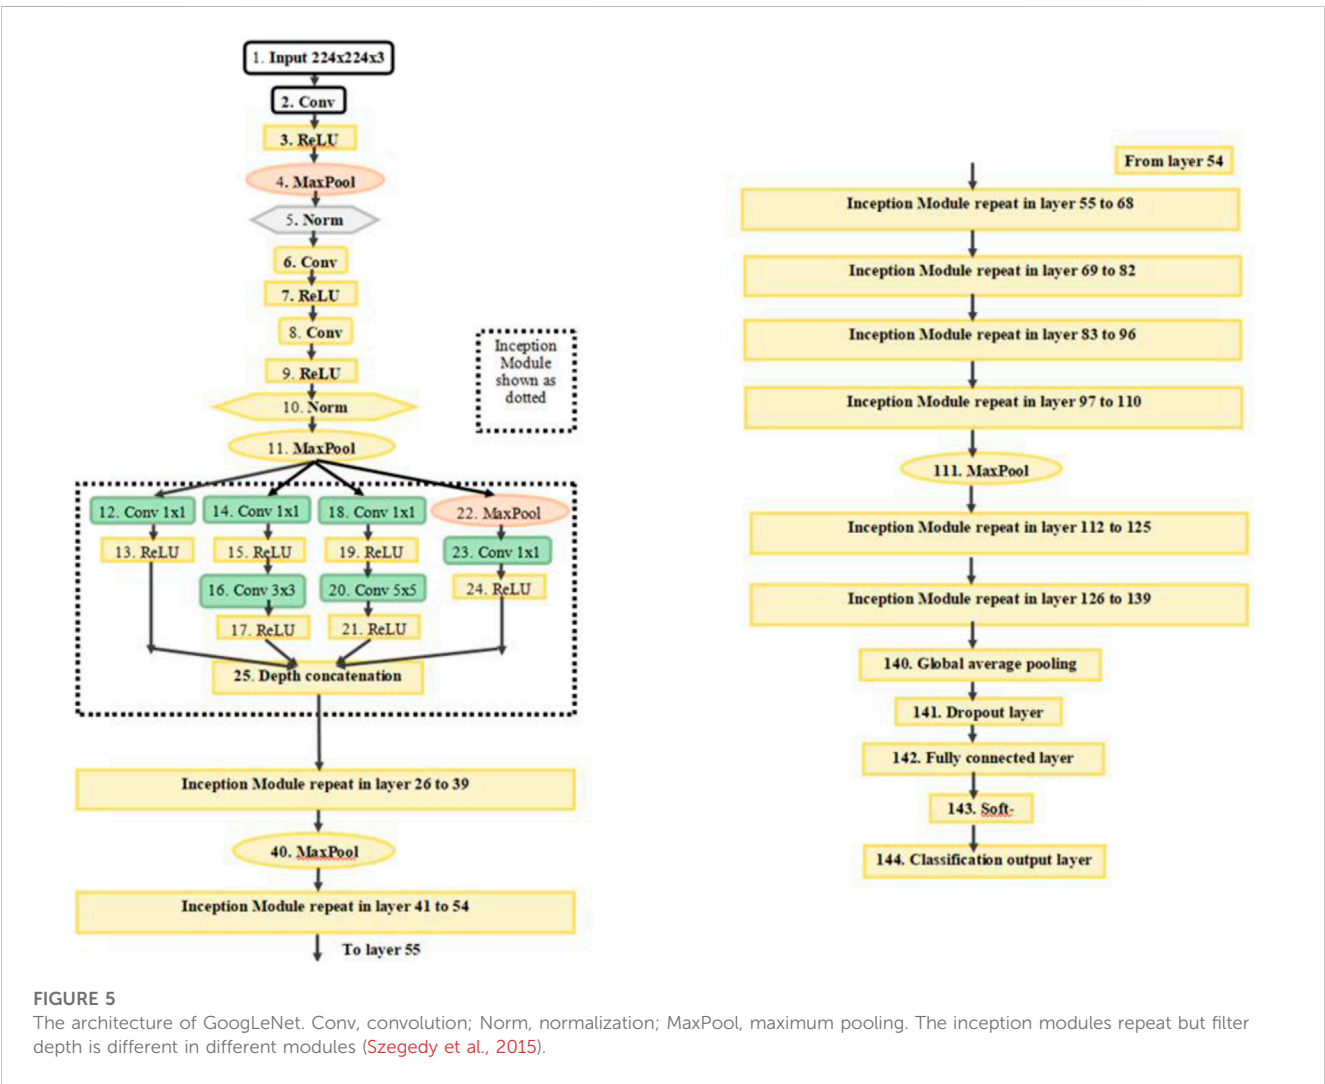 1. Input 224x224x3
2. Conv
3. ReLU
4. MaxPool
5. Norm
6. Conv
7. ReLU
8. Conv
9. ReLU
10. Norm
11. MaxPool
Inception
Module
shown as
dotted
12. Conv 1x1
14. Conv 1x1
18. Conv 1x1
22. MaxPool
13. ReLU
15. ReLU
19. ReLU
23. Conv 1x1
16. Conv 3x3
20. Conv 5x5
24. ReLU
17. ReLU
21. ReLU
25. Depth concatenation
Inception Module repeat in layer 26 to 39
40. MaxPool
Inception Module repeat in layer 41 to 54
To layer 55
From layer 54
Inception Module repeat in layer 55 to 68
Inception Module repeat in layer 69 to 82
Inception Module repeat in layer 83 to 96
Inception Module repeat in layer 97 to 110
111. MaxPool
Inception Module repeat in layer 112 to 125
Inception Module repeat in layer 126 to 139
140. Global average pooling
141. Dropout layer
142. Fully connected layer
143. Soft-
144. Classification output layer
FIGURE 5
The architecture of GoogLeNet. Conv, convolution; Norm, normalization; MaxPool, maximum pooling. The inception modules repeat but filter
depth is different in different modules (Szegedy et al., 2015).